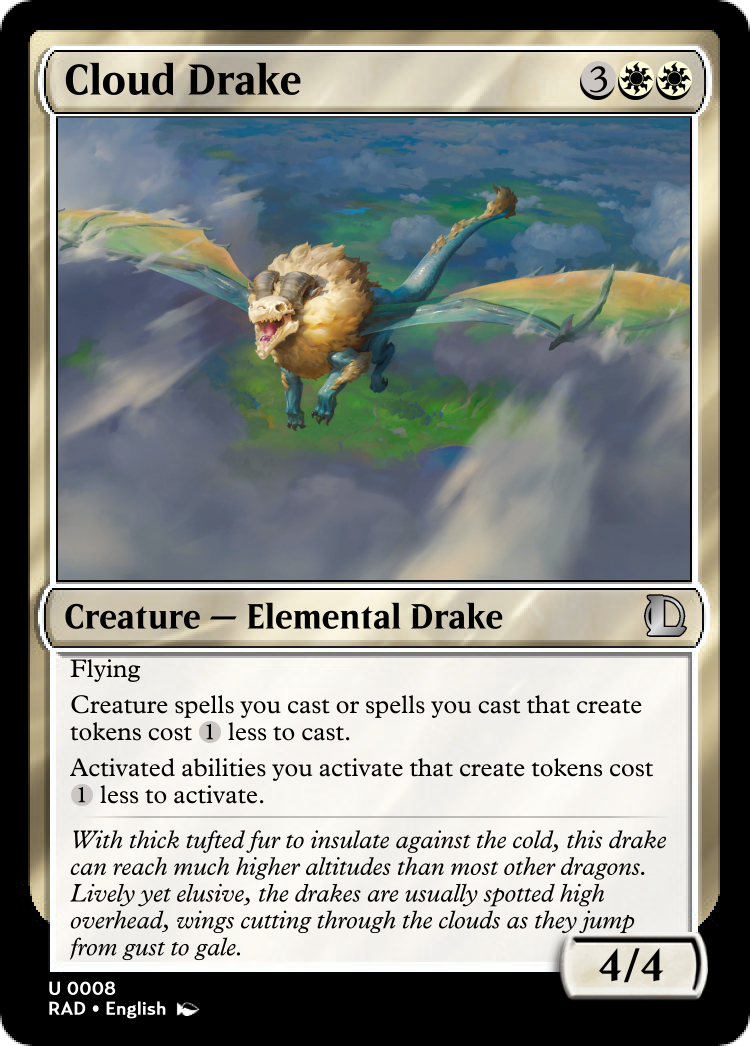 Cloud Drake 3
Creature — Elemental Drake
Flying
Creature spells you cast or spells you cast that create
tokens cost 1 less to cast.
Activated abilities you activate that create tokens cost
1 less to activate.
With thick tufted fur to insulate against the cold, this drake
can reach much higher altitudes than most other dragons.
Lively yet elusive, the drakes are usually spotted high
overhead, wings cutting through the clouds as they jump
from gust to gale.
4/4
U 0008
RAD • English